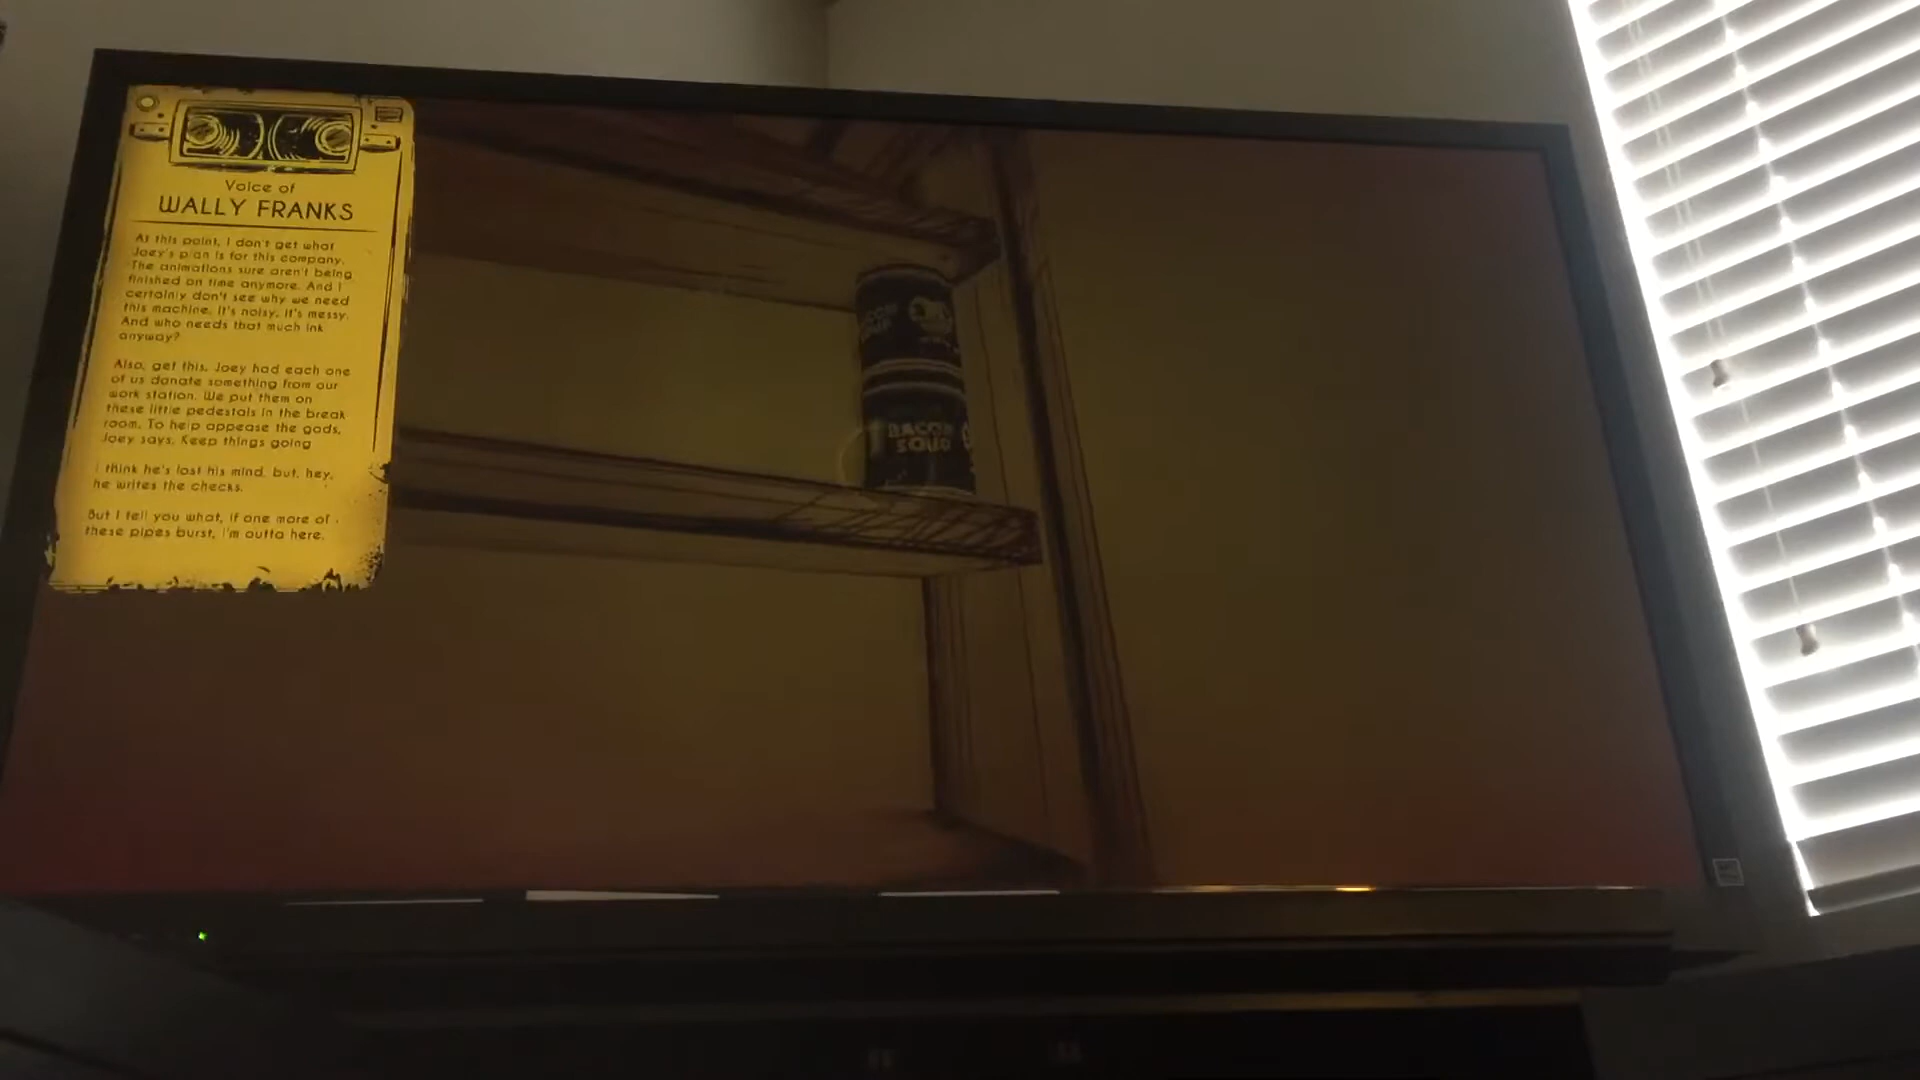 Voice of
WALLY FRANKS
At this point, I don't get what
Joey's plan is for this company.
The animations sure aren't being
finished on time anymore. And I
certainly don't see why we need
this machine. It's noisy. It's messy.
And who needs that much ink
anyway?
Also, get this, Joey had each one
of us donate something from our
work station. We put them on
these little pedestals in the break
room. To help appease the gods,
Joey says. Keep things going
I think he's lost his mind, but, hey,
he writes the checks.
But I tell you what, if one more of
these pipes burst, I'm outta here.
BACON
SOUP